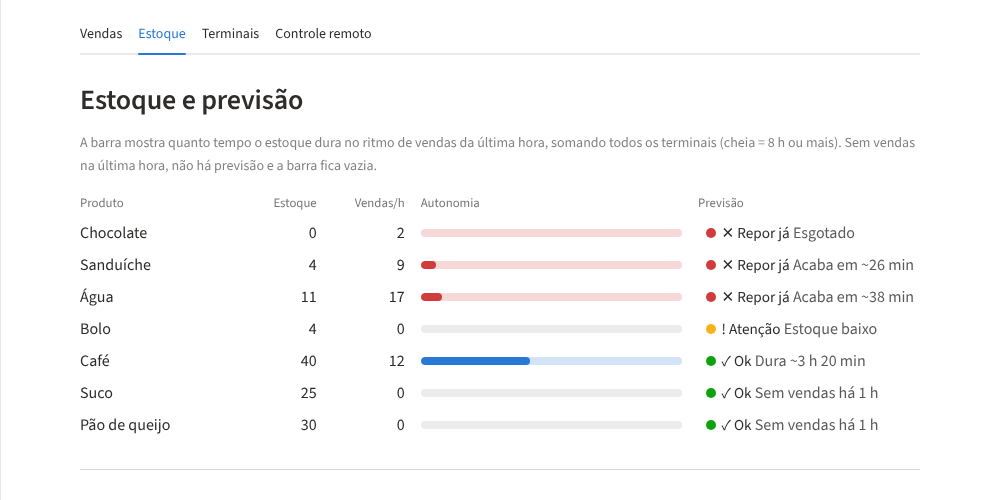 Vendas Estoque Terminais Controle remoto
Estoque e previsão
A barra mostra quanto tempo o estoque dura no ritmo de vendas da última hora, somando todos os terminais (cheia = 8 h ou mais). Sem vendas
na última hora, não há previsão e a barra fica vazia.
Produto Estoque Vendas/h Autonomia Previsão
Chocolate 0 2 ✕ Repor já Esgotado
Sanduíche 4 9 ✕ Repor já Acaba em ~26 min
Água 11 17 ✕ Repor já Acaba em ~38 min
Bolo 4 0 ! Atenção Estoque baixo
Café 40 12 ✓ Ok Dura ~3 h 20 min
Suco 25 0 ✓ Ok Sem vendas há 1 h
Pão de queijo 30 0 ✓ Ok Sem vendas há 1 h